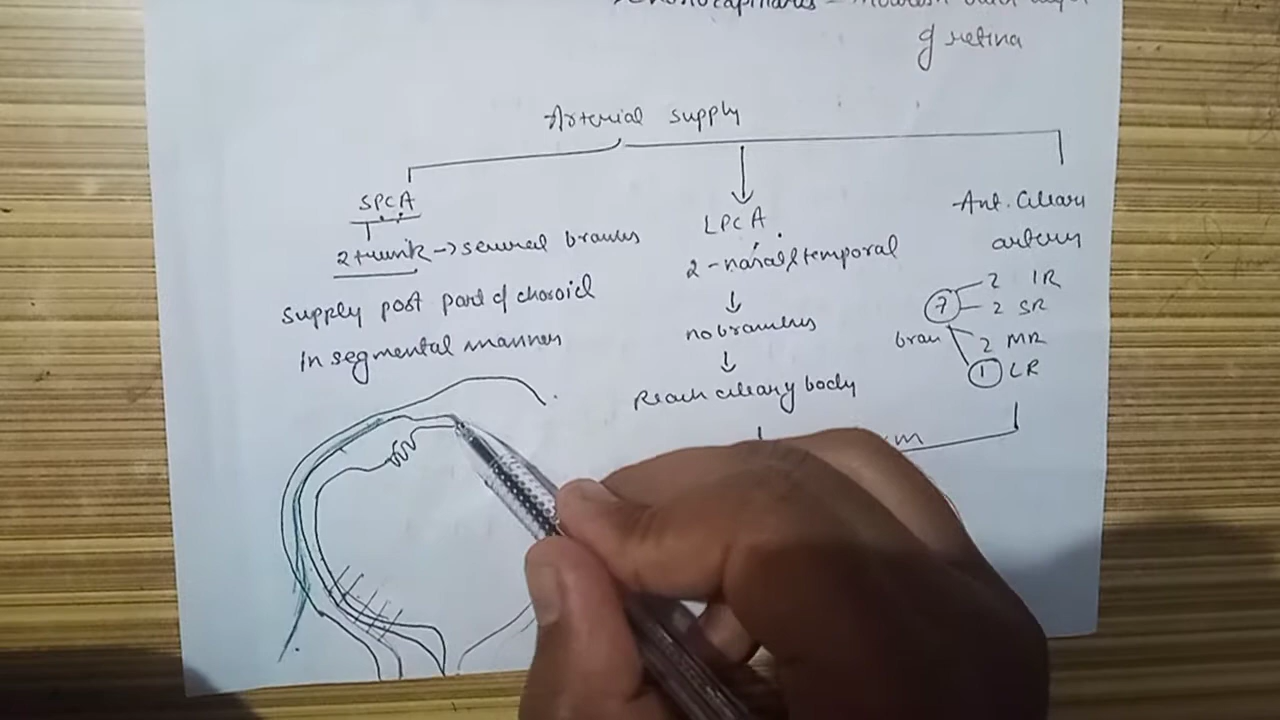 of retina
Arterial supply
SPCA
2 trunk → several branches
supply post part of choroid
in segmental manner
LPCA
2 - nasal & temporal
↓
no branches
↓
Reach ciliary body
Ant. Ciliary
artery
7
2 IR
2 SR
2 MR
1 LR
bran